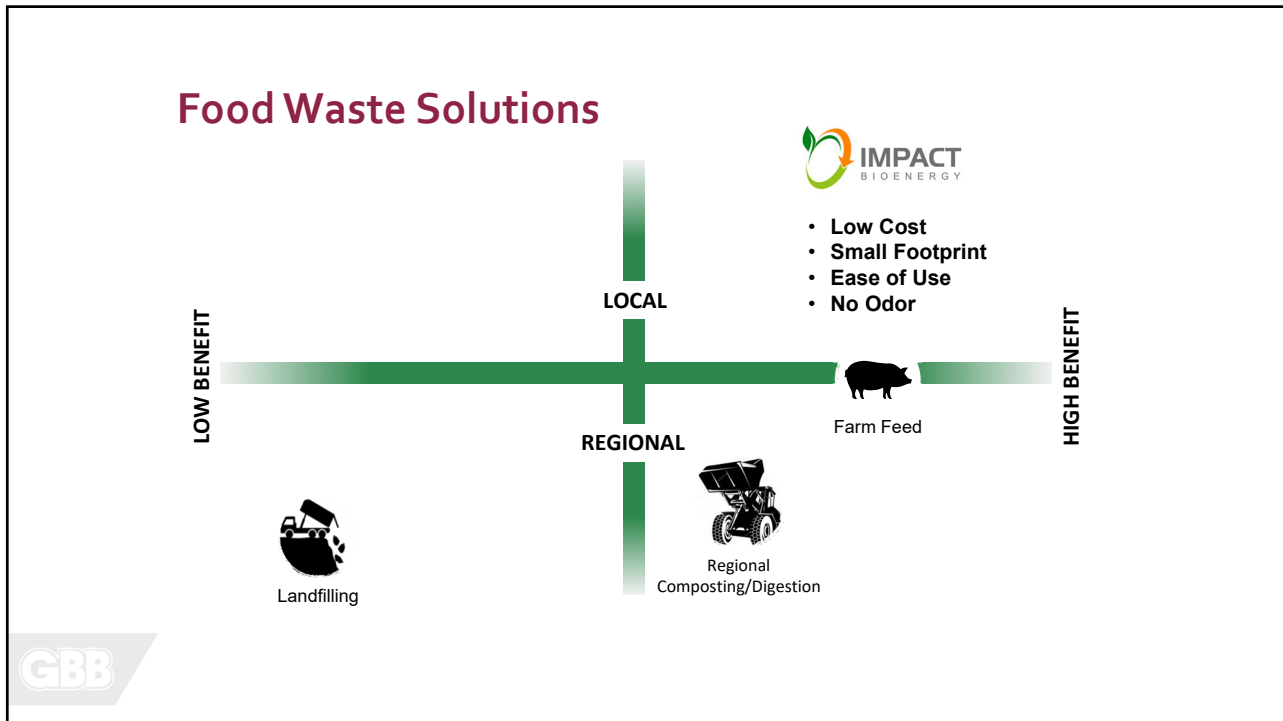 Food Waste Solutions
IMPACT
BIOENERGY
• Low Cost
• Small Footprint
• Ease of Use
• No Odor
LOCAL
LOW BENEFIT
HIGH BENEFIT
Farm Feed
REGIONAL
Regional
Composting/Digestion
Landfilling
GBB